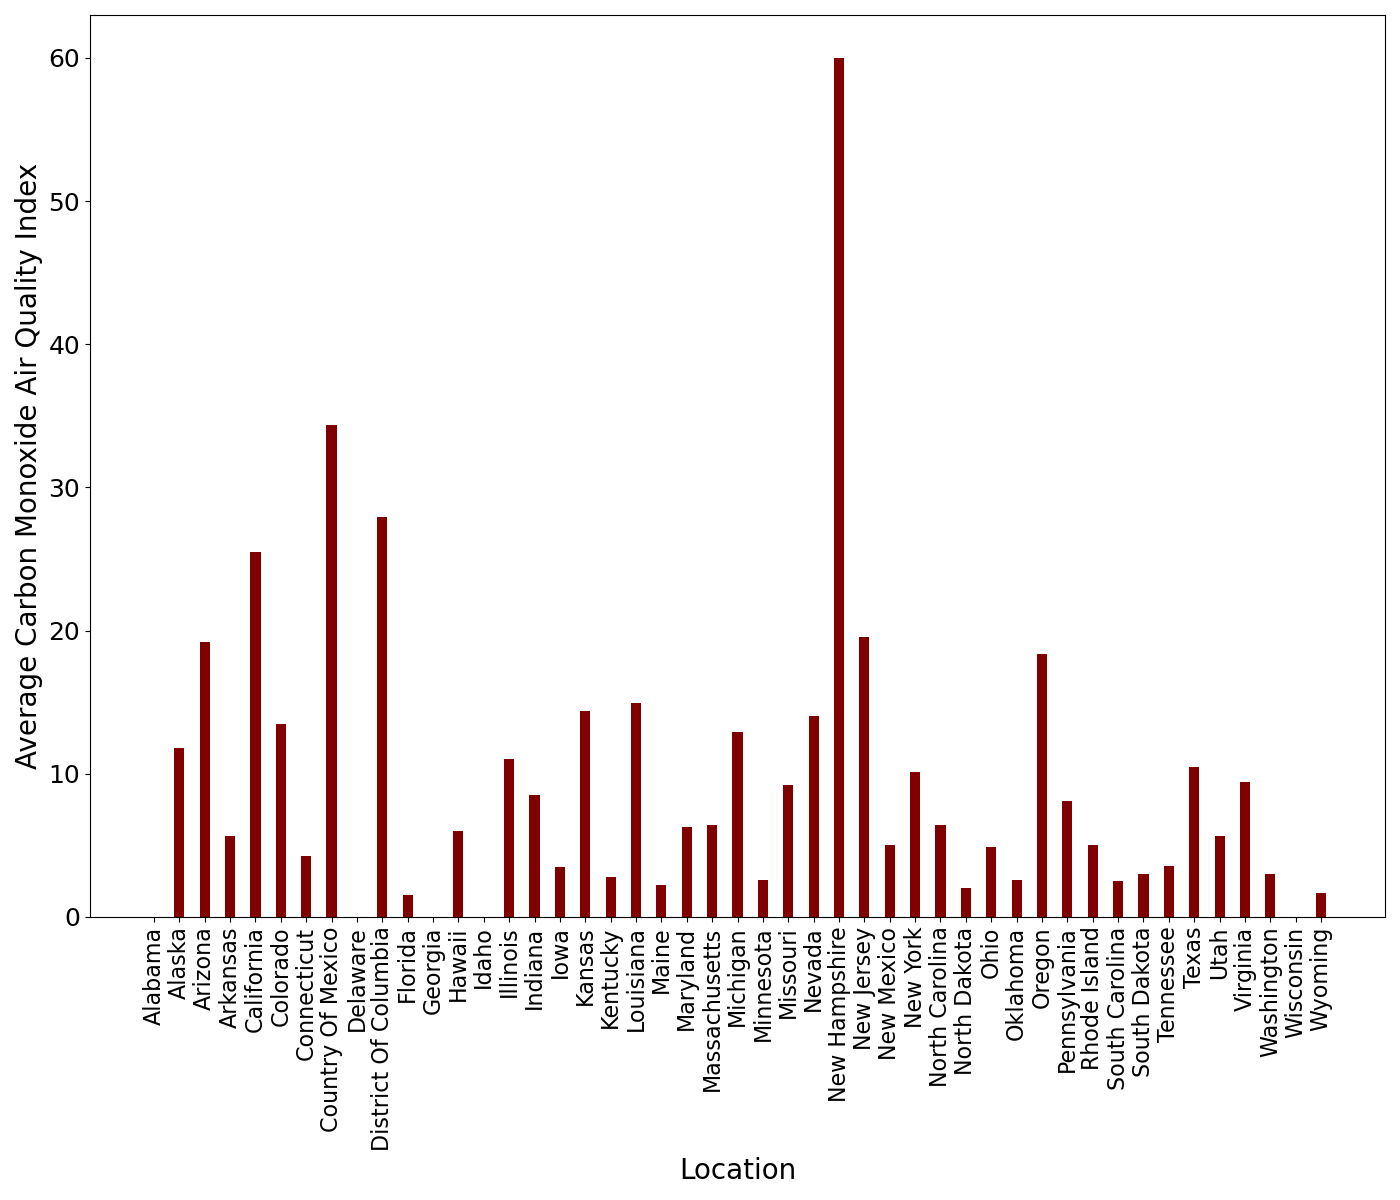 Average Carbon Monoxide Air Quality Index
60
50
40
30
20
10
0
Alabama
Alaska
Arizona
Arkansas
California
Colorado
Connecticut
Country Of Mexico
Delaware
District Of Columbia
Florida
Georgia
Hawaii
Idaho
Illinois
Indiana
Iowa
Kansas
Kentucky
Louisiana
Maine
Maryland
Massachusetts
Michigan
Minnesota
Missouri
Nevada
New Hampshire
New Jersey
New Mexico
New York
North Carolina
North Dakota
Ohio
Oklahoma
Oregon
Pennsylvania
Rhode Island
South Carolina
South Dakota
Tennessee
Texas
Utah
Virginia
Washington
Wisconsin
Wyoming
Location